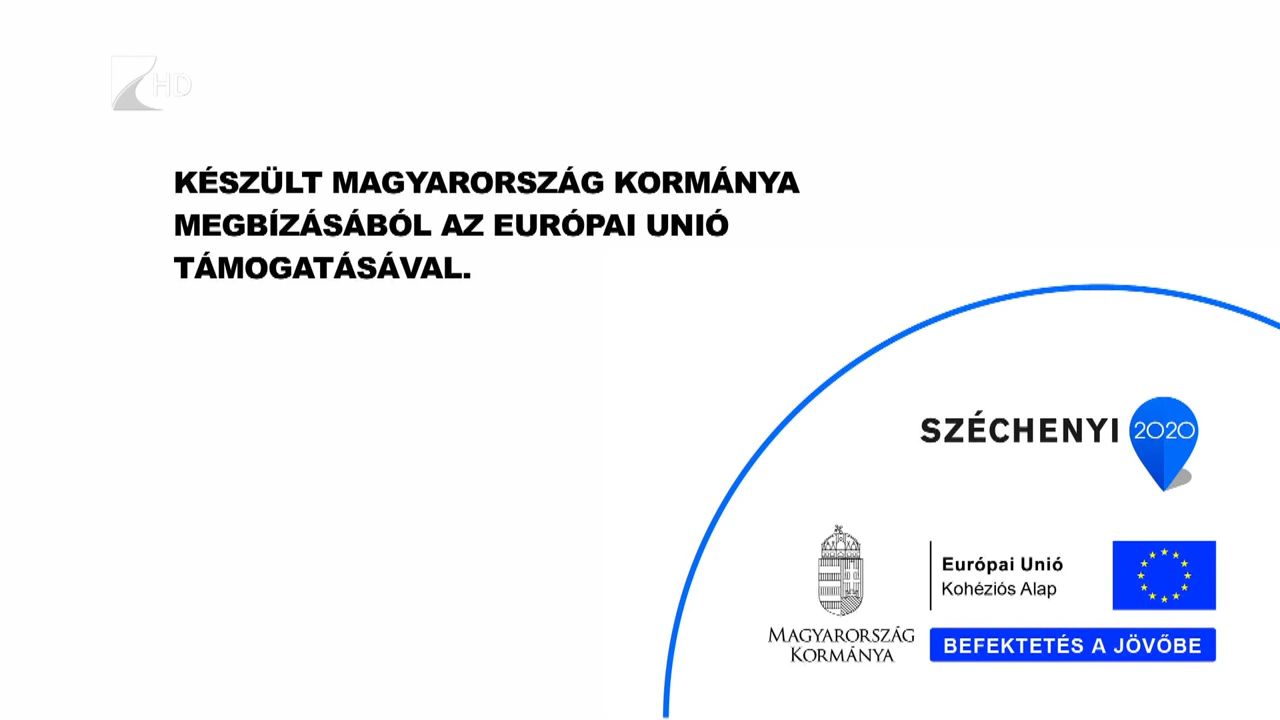 HD
KÉSZÜLT MAGYARORSZÁG KORMÁNYA
MEGBÍZÁSÁBÓL AZ EURÓPAI UNIÓ
TÁMOGATÁSÁVAL.
SZÉCHENYI 2020
Európai Unió
Kohéziós Alap
MAGYARORSZÁG
KORMÁNYA
BEFEKTETÉS A JÖVŐBE